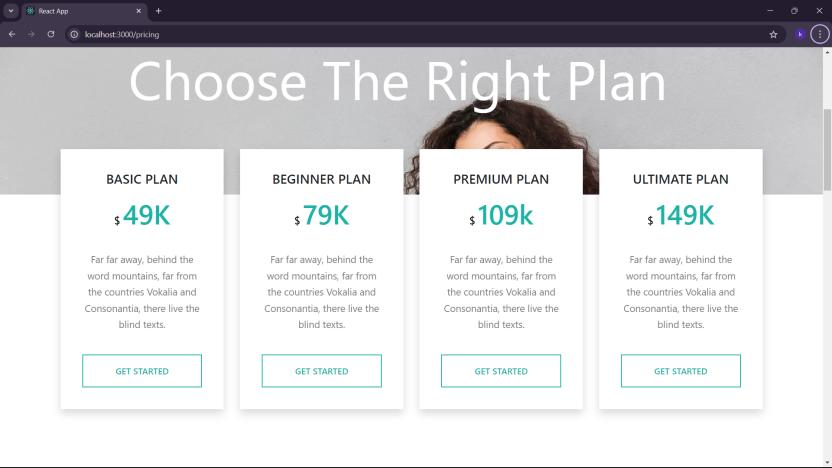 React App
localhost:3000/pricing
k
Choose The Right Plan
BASIC PLAN
$ 49K
Far far away, behind the
word mountains, far from
the countries Vokalia and
Consonantia, there live the
blind texts.
GET STARTED
BEGINNER PLAN
$ 79K
Far far away, behind the
word mountains, far from
the countries Vokalia and
Consonantia, there live the
blind texts.
GET STARTED
PREMIUM PLAN
$ 109k
Far far away, behind the
word mountains, far from
the countries Vokalia and
Consonantia, there live the
blind texts.
GET STARTED
ULTIMATE PLAN
$ 149K
Far far away, behind the
word mountains, far from
the countries Vokalia and
Consonantia, there live the
blind texts.
GET STARTED